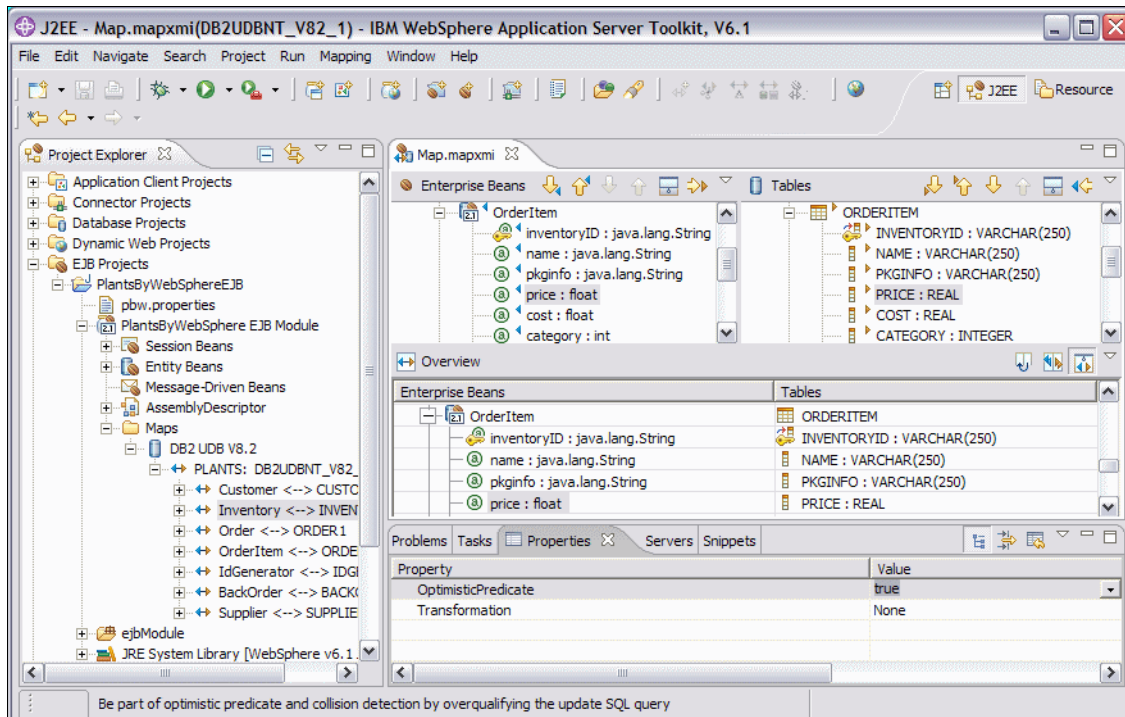 J2EE - Map.mapxmi(DB2UDBNT_V82_1) - IBM WebSphere Application Server Toolkit, V6.1
File Edit Navigate Search Project Run Mapping Window Help
J2EE Resource
Project Explorer
Application Client Projects
Connector Projects
Database Projects
Dynamic Web Projects
EJB Projects
PlantsByWebSphereEJB
pbw.properties
PlantsByWebSphere EJB Module
Session Beans
Entity Beans
Message-Driven Beans
AssemblyDescriptor
Maps
DB2 UDB V8.2
PLANTS: DB2UDBNT_V82_
Customer <--> CUSTO
Inventory <--> INVEN
Order <--> ORDER1
OrderItem <--> ORDE
IdGenerator <--> IDGI
BackOrder <--> BACKO
Supplier <--> SUPPLIE
ejbModule
JRE System Library [WebSphere v6.1.
Map.mapxmi
Enterprise Beans
OrderItem
inventoryID : java.lang.String
name : java.lang.String
pkginfo : java.lang.String
price : float
cost : float
category : int
Tables
ORDERITEM
INVENTORYID : VARCHAR(250)
NAME : VARCHAR(250)
PKGINFO : VARCHAR(250)
PRICE : REAL
COST : REAL
CATEGORY : INTEGER
Overview
Enterprise Beans Tables
OrderItem ORDERITEM
inventoryID : java.lang.String INVENTORYID : VARCHAR(250)
name : java.lang.String NAME : VARCHAR(250)
pkginfo : java.lang.String PKGINFO : VARCHAR(250)
price : float PRICE : REAL
Problems Tasks Properties Servers Snippets
Property Value
OptimisticPredicate true
Transformation None
Be part of optimistic predicate and collision detection by overqualifying the update SQL query